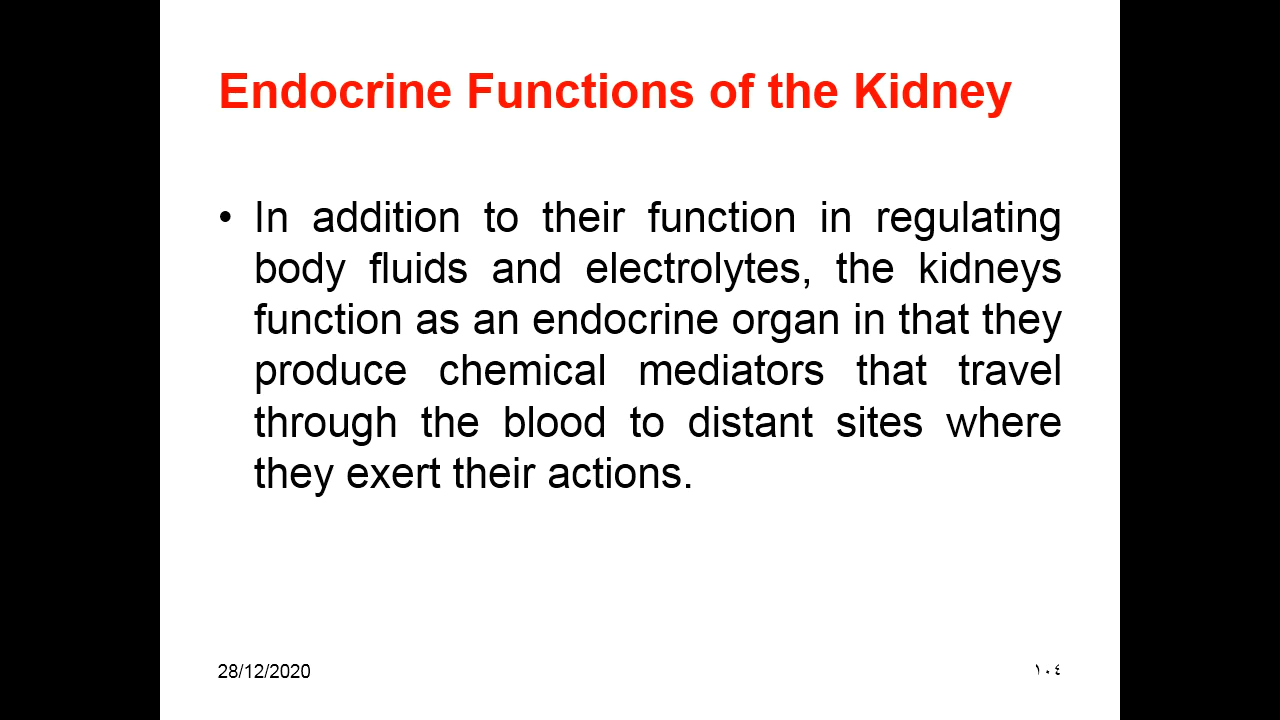 Endocrine Functions of the Kidney
• In addition to their function in regulating
body fluids and electrolytes, the kidneys
function as an endocrine organ in that they
produce chemical mediators that travel
through the blood to distant sites where
they exert their actions.
28/12/2020
١٠٤